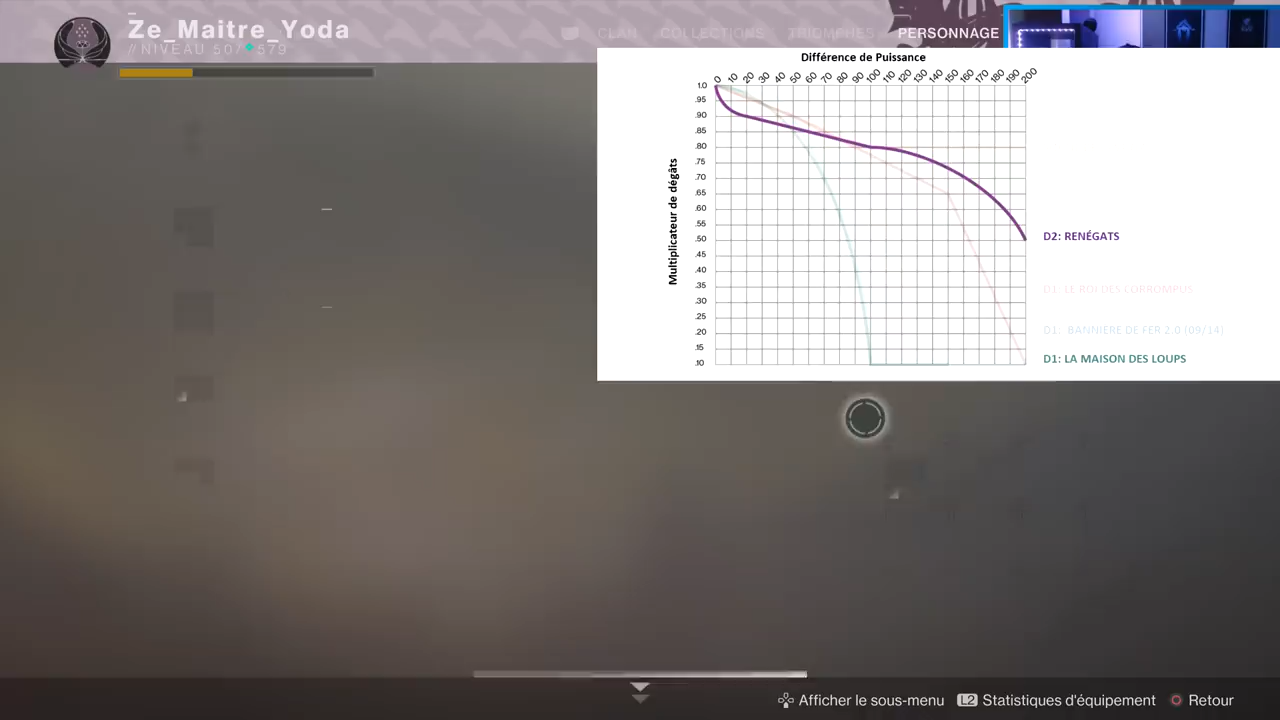 Ze_Maitre_Yoda
// NIVEAU 50/ 579
CLAN COLLECTIONS TRIOMPHES PERSONNAGE
Différence de Puissance
0 10 20 30 40 50 60 70 80 90 100 110 120 130 140 150 160 170 180 190 200
Multiplicateur de dégâts
1.0
.95
.90
.85
.80
.75
.70
.65
.60
.55
.50
.45
.40
.35
.30
.25
.20
.15
.10
D2: RENÉGATS
D1: LE ROI DES CORROMPUS
D1: BANNIERE DE FER 2.0 (09/14)
D1: LA MAISON DES LOUPS
Afficher le sous-menu L2 Statistiques d'équipement Retour